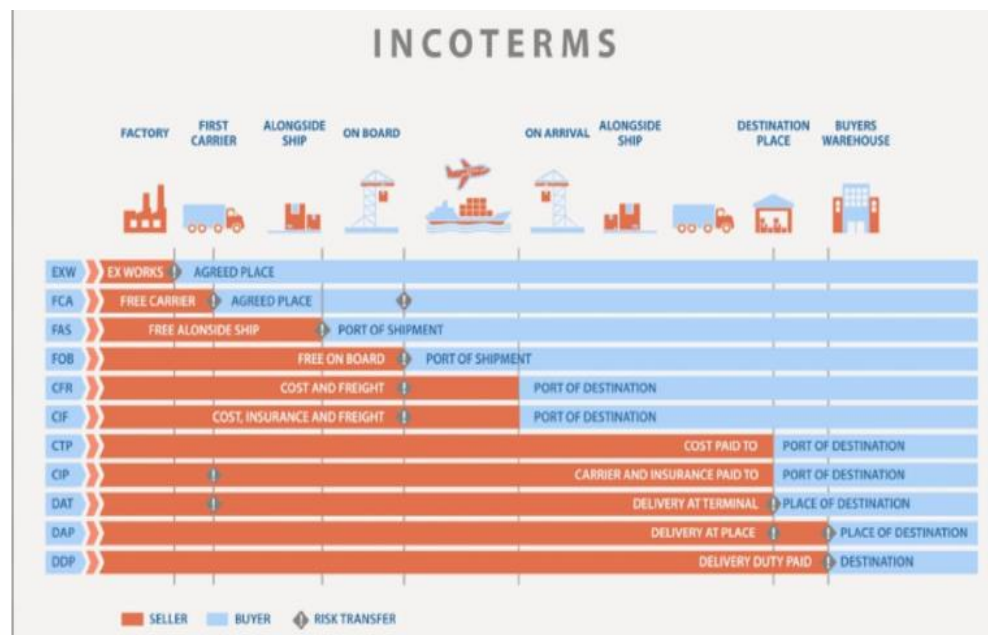 INCOTERMS
FACTORY
FIRST
CARRIER
ALONGSIDE
SHIP
ON BOARD
ON ARRIVAL
ALONGSIDE
SHIP
DESTINATION
PLACE
BUYERS
WAREHOUSE
EXW EX WORKS AGREED PLACE
FCA FREE CARRIER AGREED PLACE
FAS FREE ALONSIDE SHIP PORT OF SHIPMENT
FOB FREE ON BOARD PORT OF SHIPMENT
CFR COST AND FREIGHT PORT OF DESTINATION
CIF COST, INSURANCE AND FREIGHT PORT OF DESTINATION
CTP COST PAID TO PORT OF DESTINATION
CIP CARRIER AND INSURANCE PAID TO PORT OF DESTINATION
DAT DELIVERY AT TERMINAL PLACE OF DESTINATION
DAP DELIVERY AT PLACE PLACE OF DESTINATION
DDP DELIVERY DUTY PAID DESTINATION
SELLER BUYER RISK TRANSFER